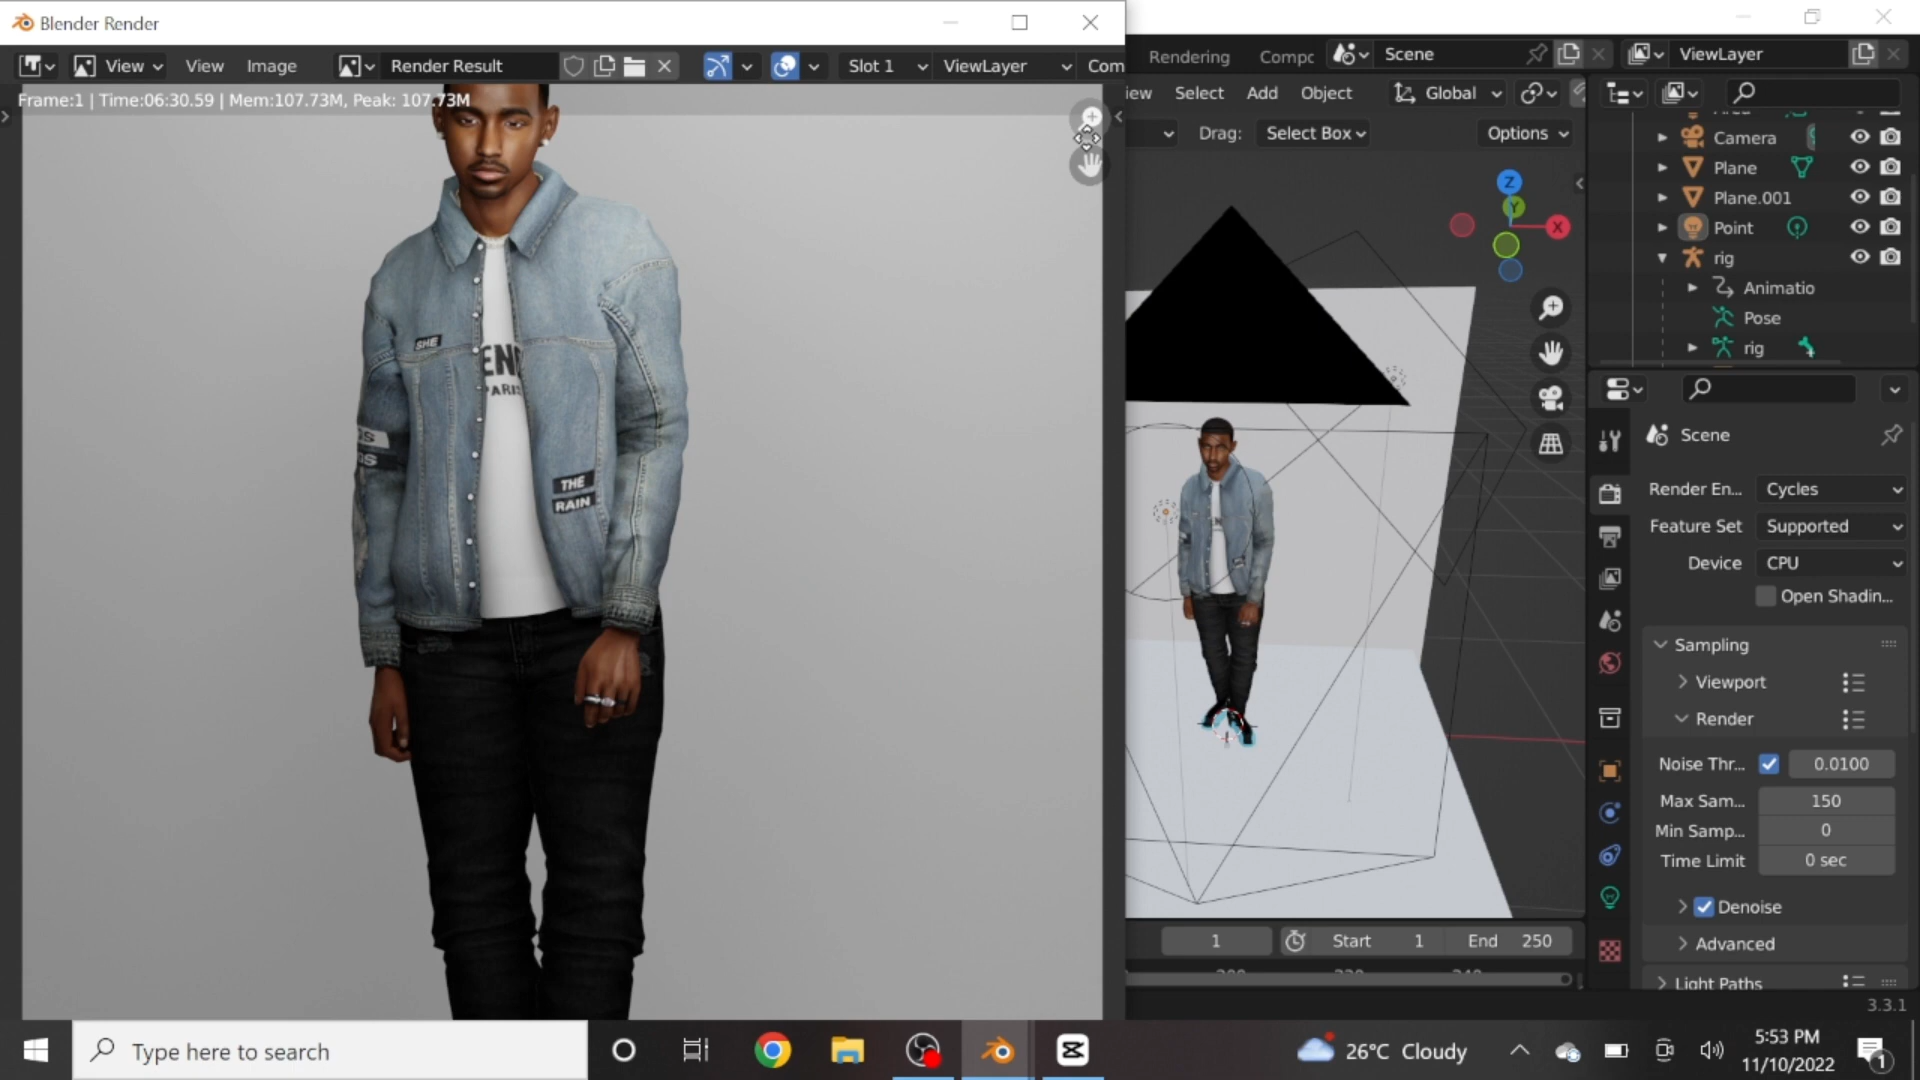 Blender Render
View
View
Image
Render Result
Slot 1
ViewLayer
Com
Frame:1 | Time:06:30.59 | Mem:107.73M, Peak: 107.73M
SHE
PARIS
THE
RAIN
Rendering
Compc
Scene
ViewLayer
iew
Select
Add
Object
Global
Drag:
Select Box
Options
Z
Y
X
Camera
Plane
Plane.001
Point
rig
Animatio
Pose
rig
Scene
Render En...
Cycles
Feature Set
Supported
Device
CPU
Open Shadin...
Sampling
Viewport
Render
Noise Thr...
0.0100
Max Sam...
150
Min Samp...
0
Time Limit
0 sec
Denoise
Advanced
Light Paths
1
Start 1
End 250
3.3.1
Type here to search
26°C Cloudy
5:53 PM
11/10/2022
1